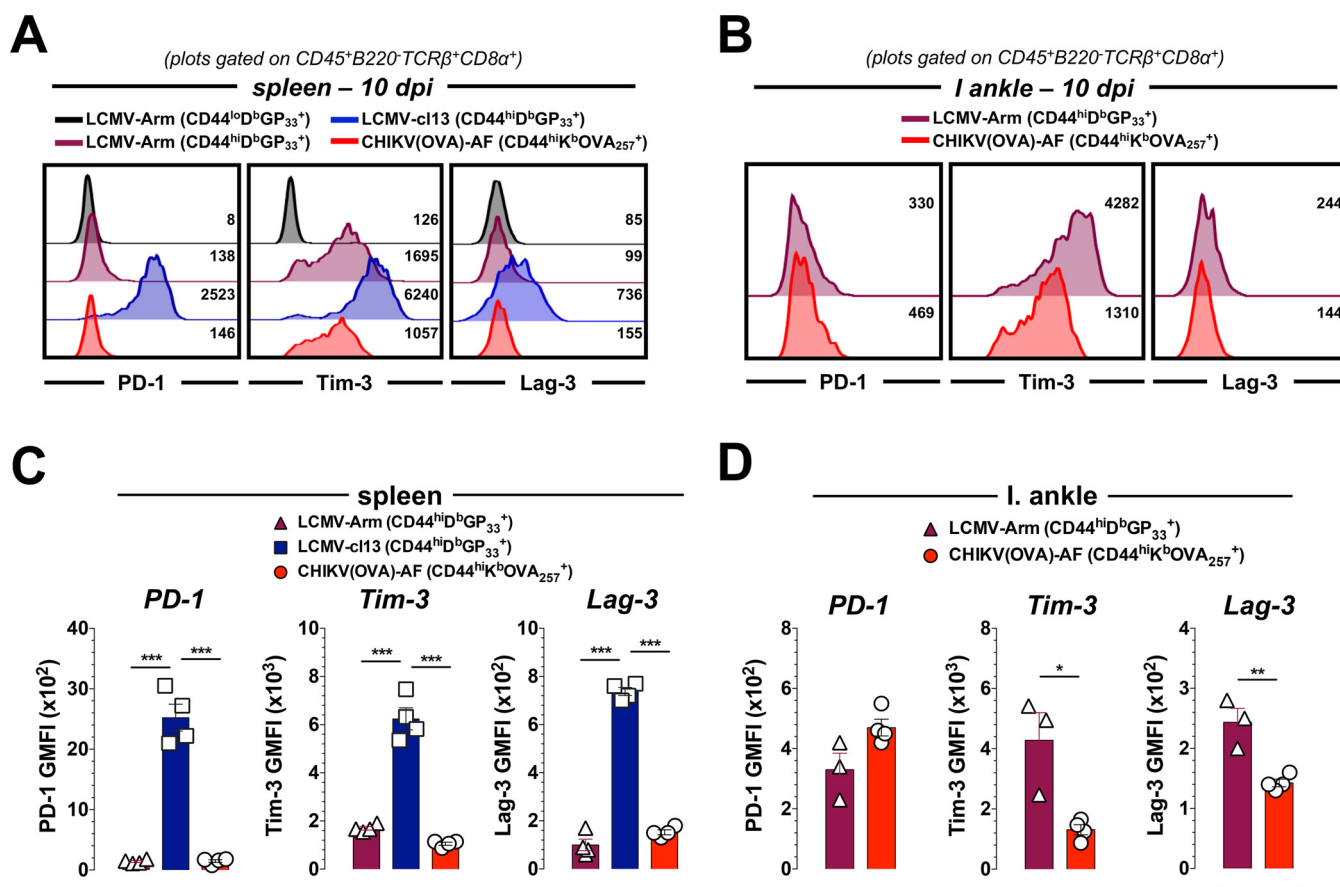 A
(plots gated on CD45⁺B220⁻TCRβ⁺CD8α⁺)
spleen – 10 dpi
LCMV-Arm (CD44ˡᵒDᵇGP₃₃⁺)
LCMV-cl13 (CD44ʰⁱDᵇGP₃₃⁺)
LCMV-Arm (CD44ʰⁱDᵇGP₃₃⁺)
CHIKV(OVA)-AF (CD44ʰⁱKᵇOVA₂₅₇⁺)
8
126
85
138
1695
99
2523
6240
736
146
1057
155
PD-1
Tim-3
Lag-3
B
(plots gated on CD45⁺B220⁻TCRβ⁺CD8α⁺)
l ankle – 10 dpi
LCMV-Arm (CD44ʰⁱDᵇGP₃₃⁺)
CHIKV(OVA)-AF (CD44ʰⁱKᵇOVA₂₅₇⁺)
330
4282
244
469
1310
144
PD-1
Tim-3
Lag-3
C
spleen
LCMV-Arm (CD44ʰⁱDᵇGP₃₃⁺)
LCMV-cl13 (CD44ʰⁱDᵇGP₃₃⁺)
CHIKV(OVA)-AF (CD44ʰⁱKᵇOVA₂₅₇⁺)
PD-1
PD-1 GMFI (x10²)
40
30
20
10
0
***
***
Tim-3
Tim-3 GMFI (x10³)
10
8
6
4
2
0
***
***
Lag-3
Lag-3 GMFI (x10²)
10
8
6
4
2
0
***
***
D
l. ankle
LCMV-Arm (CD44ʰⁱDᵇGP₃₃⁺)
CHIKV(OVA)-AF (CD44ʰⁱKᵇOVA₂₅₇⁺)
PD-1
PD-1 GMFI (x10²)
8
6
4
2
0
Tim-3
Tim-3 GMFI (x10³)
8
6
4
2
0
*
Lag-3
Lag-3 GMFI (x10²)
4
3
2
1
0
**